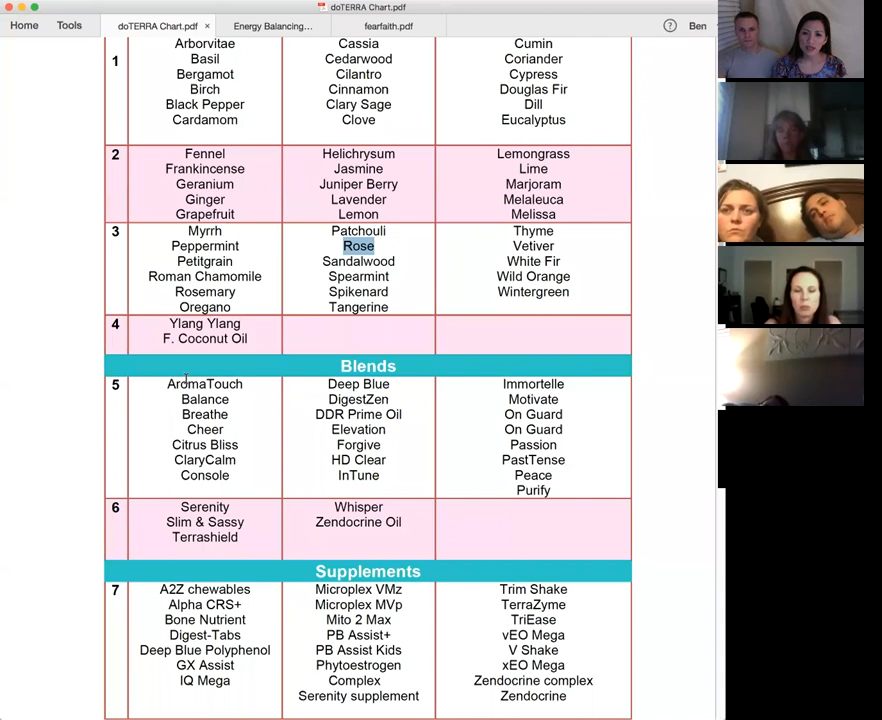 doTERRA Chart.pdf
Home Tools doTERRA Chart.pdf × Energy Balancing... fearfaith.pdf ? Ben
1
Arborvitae Cassia Cumin
Basil Cedarwood Coriander
Bergamot Cilantro Cypress
Birch Cinnamon Douglas Fir
Black Pepper Clary Sage Dill
Cardamom Clove Eucalyptus
2 Fennel Helichrysum Lemongrass
Frankincense Jasmine Lime
Geranium Juniper Berry Marjoram
Ginger Lavender Melaleuca
Grapefruit Lemon Melissa
3 Myrrh Patchouli Thyme
Peppermint Rose Vetiver
Petitgrain Sandalwood White Fir
Roman Chamomile Spearmint Wild Orange
Rosemary Spikenard Wintergreen
Oregano Tangerine
4 Ylang Ylang
F. Coconut Oil
Blends
5 AromaTouch Deep Blue Immortelle
Balance DigestZen Motivate
Breathe DDR Prime Oil On Guard
Cheer Elevation On Guard
Citrus Bliss Forgive Passion
ClaryCalm HD Clear PastTense
Console InTune Peace
Purify
6 Serenity Whisper
Slim & Sassy Zendocrine Oil
Terrashield
Supplements
7 A2Z chewables Microplex VMz Trim Shake
Alpha CRS+ Microplex MVp TerraZyme
Bone Nutrient Mito 2 Max TriEase
Digest-Tabs PB Assist+ vEO Mega
Deep Blue Polyphenol PB Assist Kids V Shake
GX Assist Phytoestrogen xEO Mega
IQ Mega Complex Zendocrine complex
Serenity supplement Zendocrine